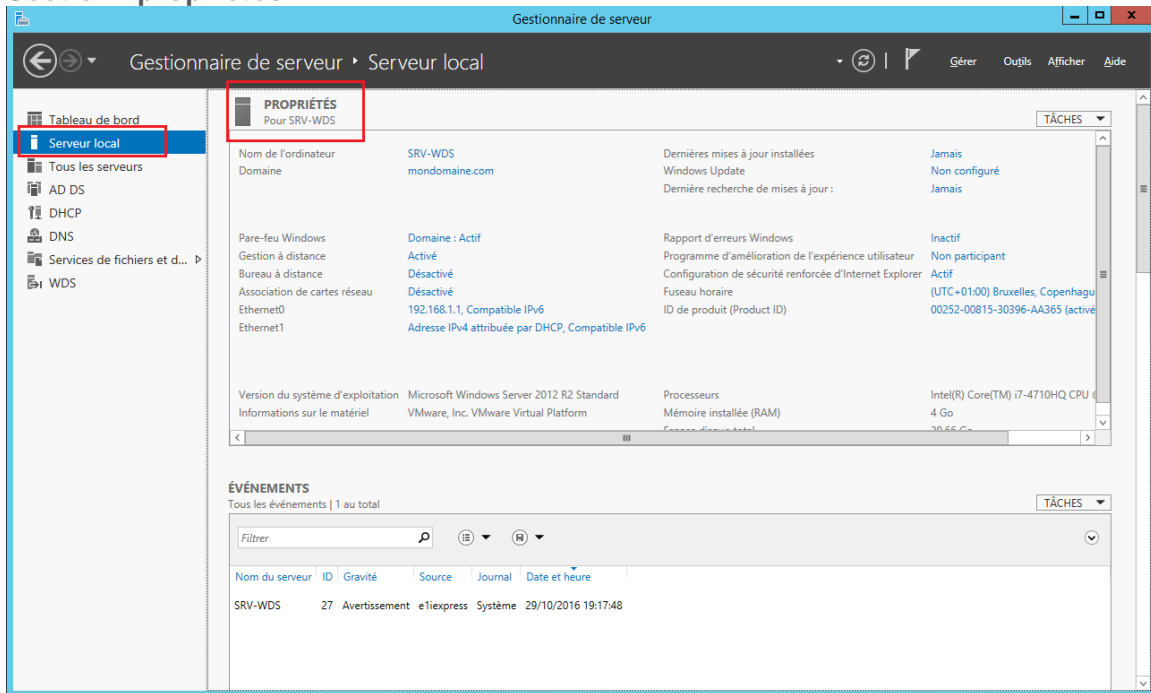 Gestionnaire de serveur
Gestionnaire de serveur • Serveur local
Gérer Outils Afficher Aide
Tableau de bord
Serveur local
Tous les serveurs
AD DS
DHCP
DNS
Services de fichiers et d...
WDS
PROPRIÉTÉS
Pour SRV-WDS
TÂCHES
Nom de l'ordinateur SRV-WDS Dernières mises à jour installées Jamais
Domaine mondomaine.com Windows Update Non configuré
Dernière recherche de mises à jour : Jamais
Pare-feu Windows Domaine : Actif Rapport d'erreurs Windows Inactif
Gestion à distance Activé Programme d'amélioration de l'expérience utilisateur Non participant
Bureau à distance Désactivé Configuration de sécurité renforcée d'Internet Explorer Actif
Association de cartes réseau Désactivé Fuseau horaire (UTC+01:00) Bruxelles, Copenhagu
Ethernet0 192.168.1.1, Compatible IPv6 ID de produit (Product ID) 00252-00815-30396-AA365 (activé
Ethernet1 Adresse IPv4 attribuée par DHCP, Compatible IPv6
Version du système d'exploitation Microsoft Windows Server 2012 R2 Standard Processeurs Intel(R) Core(TM) i7-4710HQ CPU
Informations sur le matériel VMware, Inc. VMware Virtual Platform Mémoire installée (RAM) 4 Go
ÉVÉNEMENTS
Tous les événements | 1 au total
TÂCHES
Filtrer
Nom du serveur ID Gravité Source Journal Date et heure
SRV-WDS 27 Avertissement e1iexpress Système 29/10/2016 19:17:48